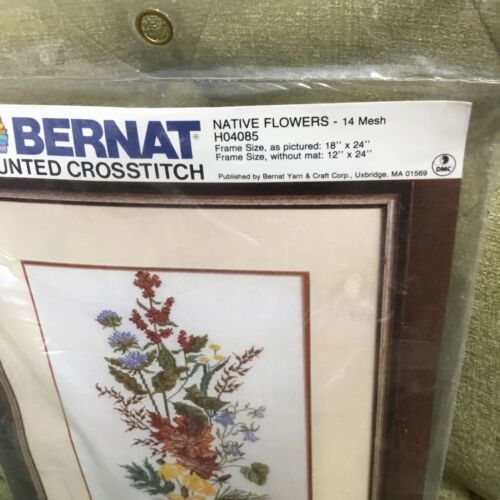 BERNAT®
UNTED CROSSTITCH
NATIVE FLOWERS - 14 Mesh
H04085
Frame Size, as pictured: 18" x 24"
Frame Size, without mat: 12" x 24"
Published by Bernat Yarn & Craft Corp., Uxbridge, MA 01569
DMC